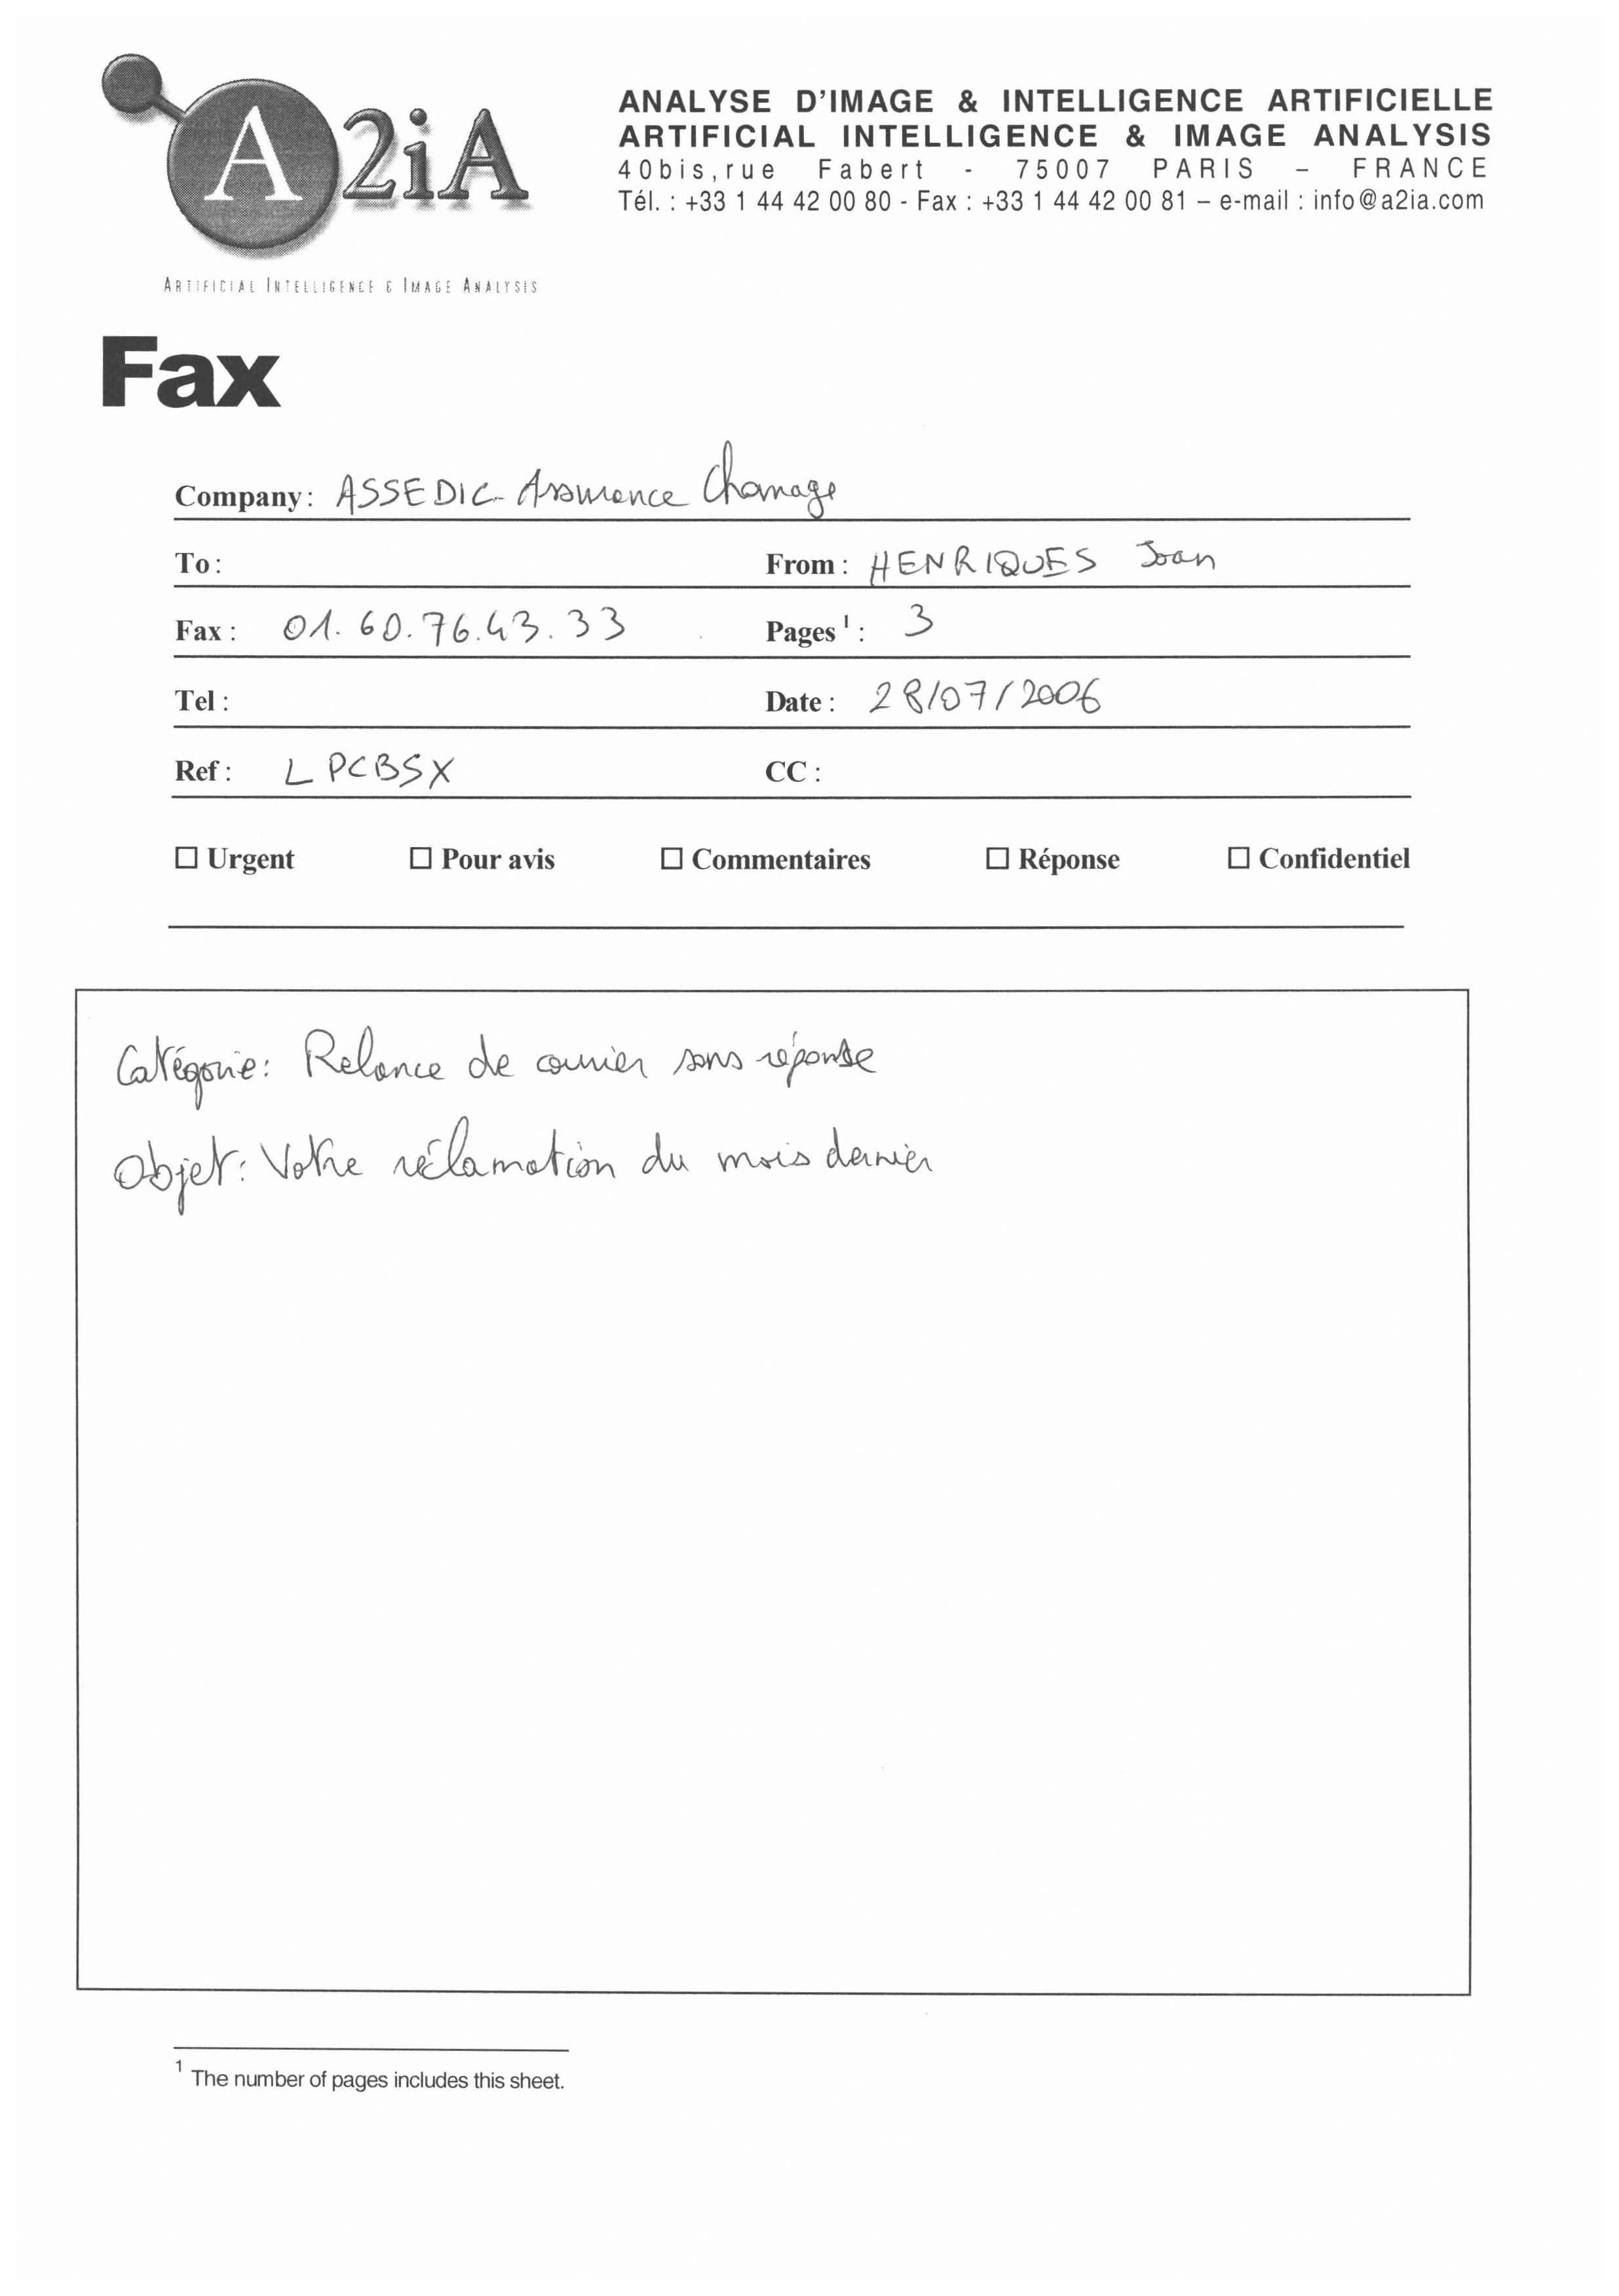 A2iA
ANALYSE D'IMAGE & INTELLIGENCE ARTIFICIELLE
ARTIFICIAL INTELLIGENCE & IMAGE ANALYSIS
40bis,rue Fabert - 75007 PARIS – FRANCE
Tél. : +33 1 44 42 00 80 - Fax : +33 1 44 42 00 81 – e-mail : info@a2ia.com
ARTIFICIAL INTELLIGENCE & IMAGE ANALYSIS
Fax
Company: ASSEDIC- Assurance Chomage
To: From: HENRIQUES Joan
Fax: 01.60.76.43.33 Pages 1: 3
Tel: Date: 28/07/2006
Ref: LPCBSX CC:
☐ Urgent ☐ Pour avis ☐ Commentaires ☐ Réponse ☐ Confidentiel
Catégorie: Relance de courrier sans réponse
Objet: Votre réclamation du mois dernier
1 The number of pages includes this sheet.